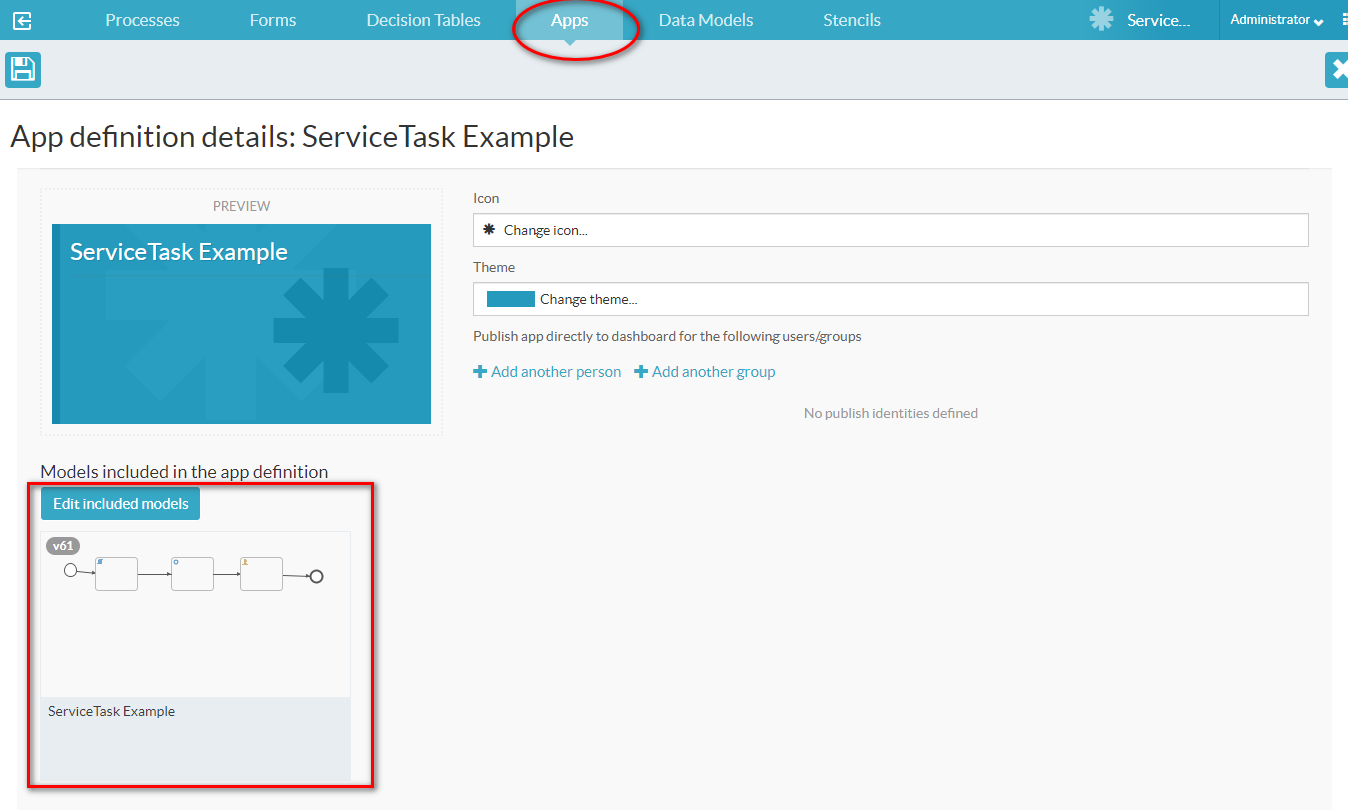 Processes Forms Decision Tables Apps Data Models Stencils Service... Administrator
App definition details: ServiceTask Example
PREVIEW
ServiceTask Example
Icon
Change icon...
Theme
Change theme...
Publish app directly to dashboard for the following users/groups
Add another person Add another group
No publish identities defined
Models included in the app definition
Edit included models
v61
ServiceTask Example